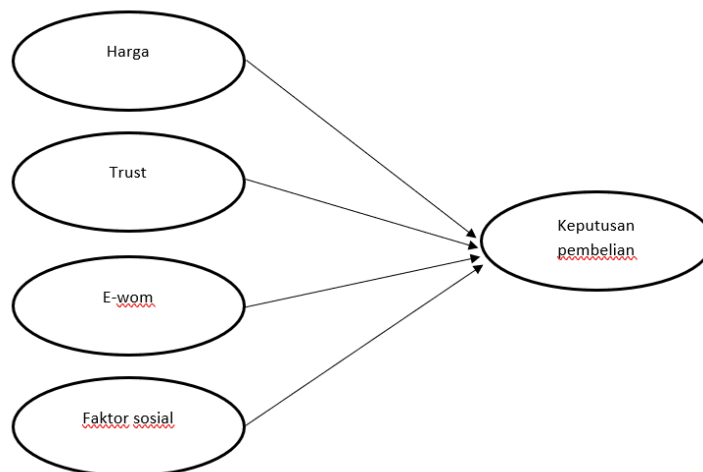 Harga
Trust
E-wom
Faktor sosial
Keputusan
pembelian